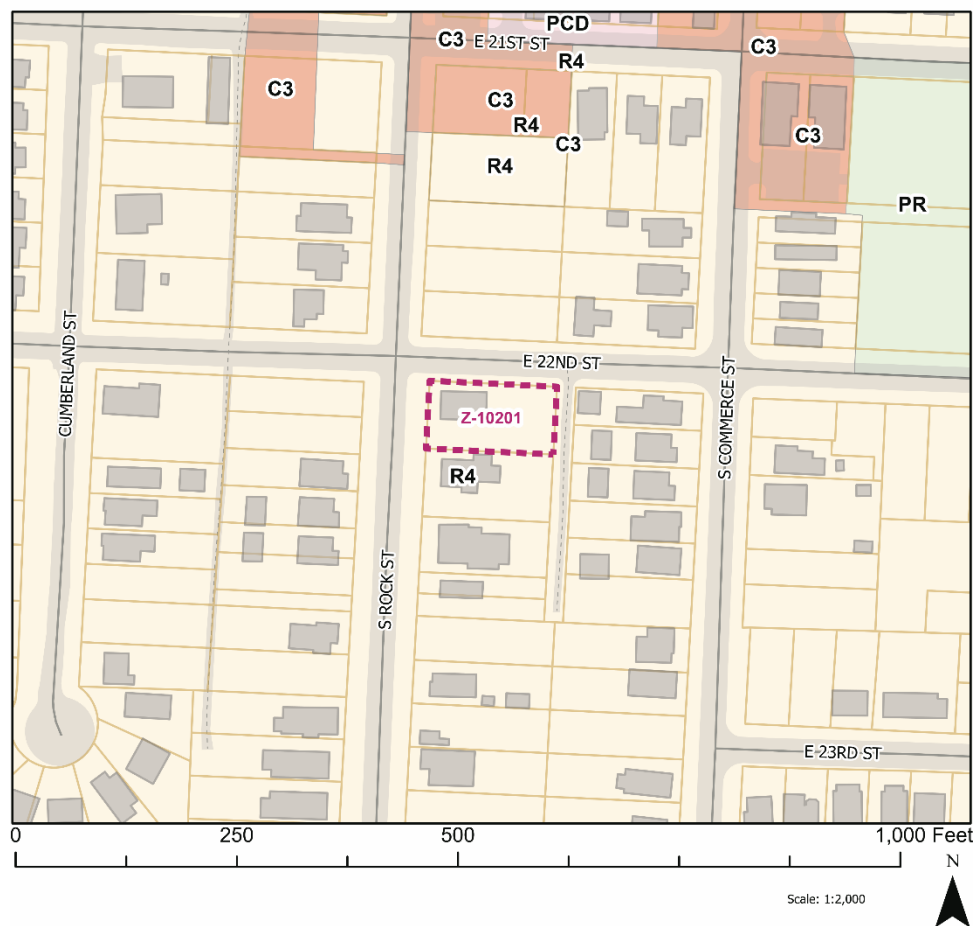 PCD
C3
E 21ST ST
C3
R4
C3
C3
R4
C3
C3
R4
PR
CUMBERLAND ST
E 22ND ST
S COMMERCE ST
Z-10201
R4
S ROCK ST
E 23RD ST
0 250 500 1,000 Feet
N
Scale: 1:2,000